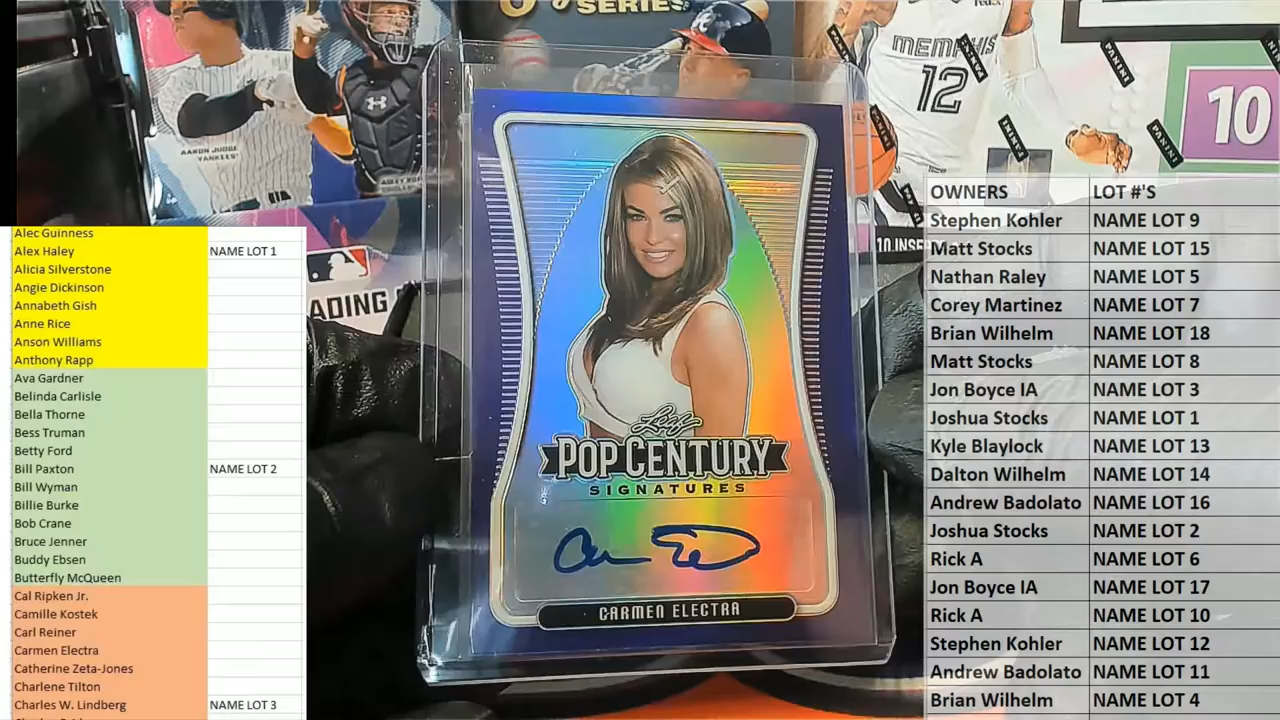 SERIES
AARON JUDGE
YANKEES
MEMPHIS
12
PANINI
PANINI
PANINI
PANINI
PANINI
10
10 INSE
ADING
Alec Guinness
Alex Haley NAME LOT 1
Alicia Silverstone
Angie Dickinson
Annabeth Gish
Anne Rice
Anson Williams
Anthony Rapp
Ava Gardner
Belinda Carlisle
Bella Thorne
Bess Truman
Betty Ford
Bill Paxton NAME LOT 2
Bill Wyman
Billie Burke
Bob Crane
Bruce Jenner
Buddy Ebsen
Butterfly McQueen
Cal Ripken Jr.
Camille Kostek
Carl Reiner
Carmen Electra
Catherine Zeta-Jones
Charlene Tilton
Charles W. Lindberg NAME LOT 3
Leaf
POP CENTURY
SIGNATURES
CARMEN ELECTRA
OWNERS LOT #'S
Stephen Kohler NAME LOT 9
Matt Stocks NAME LOT 15
Nathan Raley NAME LOT 5
Corey Martinez NAME LOT 7
Brian Wilhelm NAME LOT 18
Matt Stocks NAME LOT 8
Jon Boyce IA NAME LOT 3
Joshua Stocks NAME LOT 1
Kyle Blaylock NAME LOT 13
Dalton Wilhelm NAME LOT 14
Andrew Badolato NAME LOT 16
Joshua Stocks NAME LOT 2
Rick A NAME LOT 6
Jon Boyce IA NAME LOT 17
Rick A NAME LOT 10
Stephen Kohler NAME LOT 12
Andrew Badolato NAME LOT 11
Brian Wilhelm NAME LOT 4